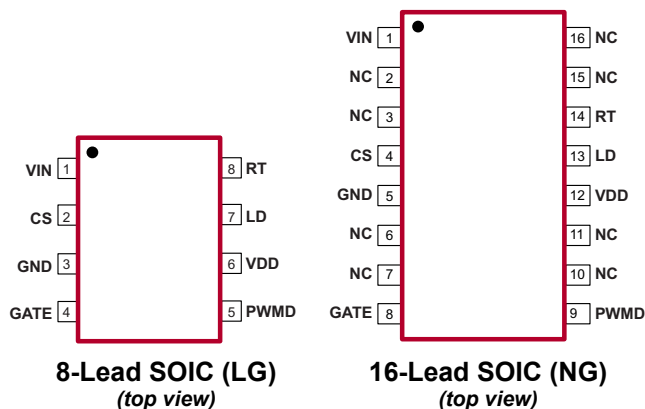 VIN 1
CS 2
GND 3
GATE 4
8 RT
7 LD
6 VDD
5 PWMD
8-Lead SOIC (LG)
(top view)
VIN 1
NC 2
NC 3
CS 4
GND 5
NC 6
NC 7
GATE 8
16 NC
15 NC
14 RT
13 LD
12 VDD
11 NC
10 NC
9 PWMD
16-Lead SOIC (NG)
(top view)